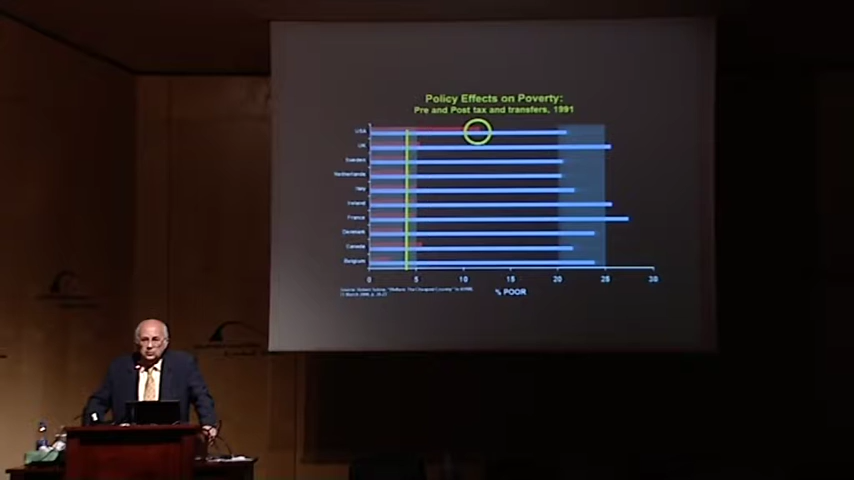 Policy Effects on Poverty:
Pre and Post tax and transfers, 1991
USA
UK
Sweden
Netherlands
Italy
Ireland
France
Denmark
Canada
Belgium
0 5 10 15 20 25 30
% POOR